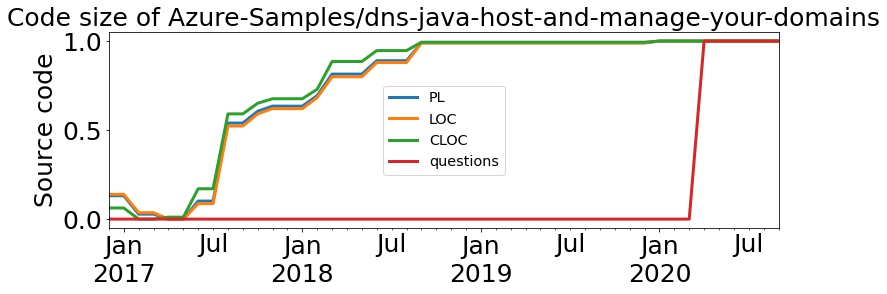 Code size of Azure-Samples/dns-java-host-and-manage-your-domains
Source code
1.0
0.5
0.0
PL
LOC
CLOC
questions
Jan Jul Jan Jul Jan Jul Jan Jul
2017 2018 2019 2020